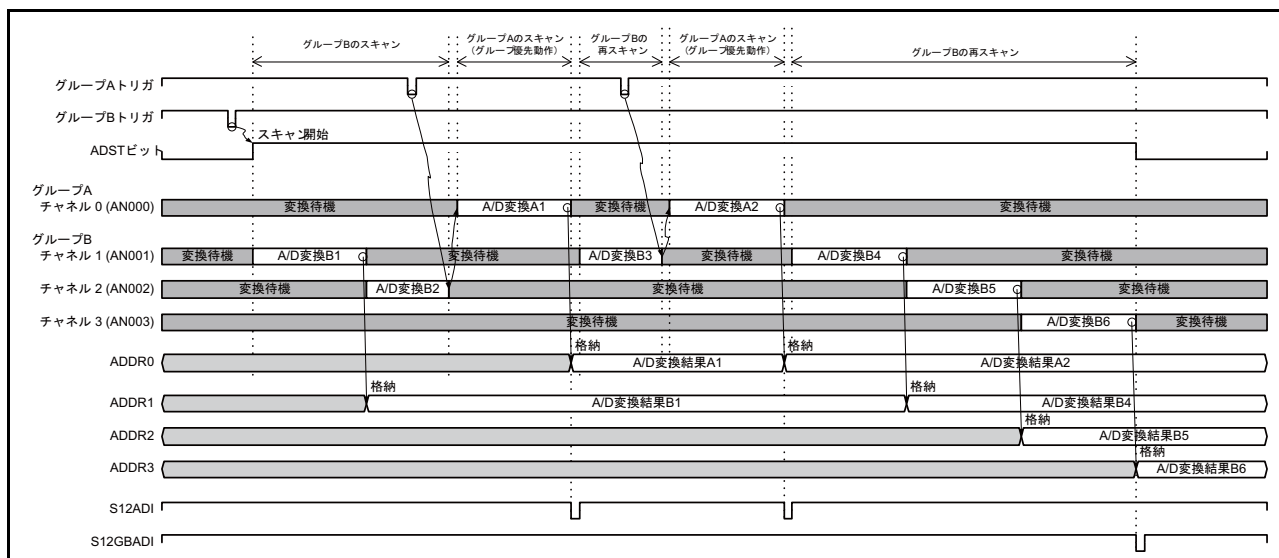 グループBのスキャン
グループAのスキャン
(グループ優先動作)
グループBの
再スキャン
グループAのスキャン
(グループ優先動作)
グループBの再スキャン
グループAトリガ
グループBトリガ
スキャン開始
ADSTビット
グループA
チャネル 0 (AN000)
変換待機 A/D変換A1 変換待機 A/D変換A2 変換待機
グループB
チャネル 1 (AN001)
変換待機 A/D変換B1 変換待機 A/D変換B3 変換待機 A/D変換B4 変換待機
チャネル 2 (AN002)
変換待機 A/D変換B2 変換待機 A/D変換B5 変換待機
チャネル 3 (AN003)
変換待機 A/D変換B6 変換待機
格納 格納
ADDR0 A/D変換結果A1 A/D変換結果A2
格納 格納
ADDR1 A/D変換結果B1 A/D変換結果B4
格納
ADDR2 A/D変換結果B5
格納
ADDR3 A/D変換結果B6
S12ADI
S12GBADI